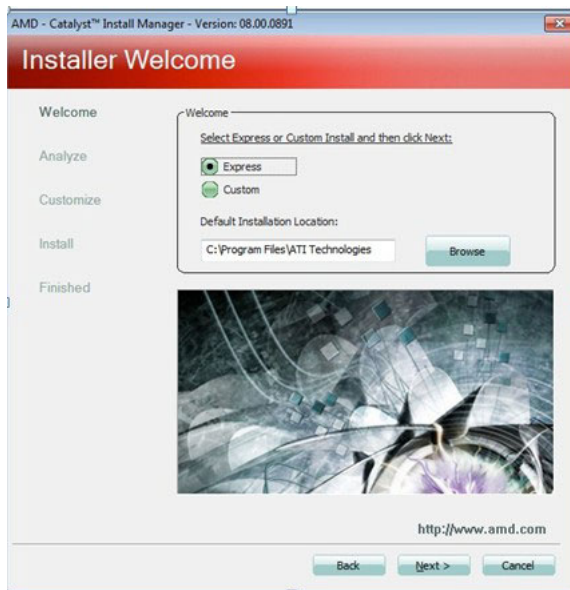 AMD - Catalyst™ Install Manager - Version: 08.00.0891
Installer Welcome
Welcome
Analyze
Customize
Install
Finished
Welcome
Select Express or Custom Install and then click Next:
Express
Custom
Default Installation Location:
C:\Program Files\ATI Technologies
Browse
http://www.amd.com
Back
Next >
Cancel